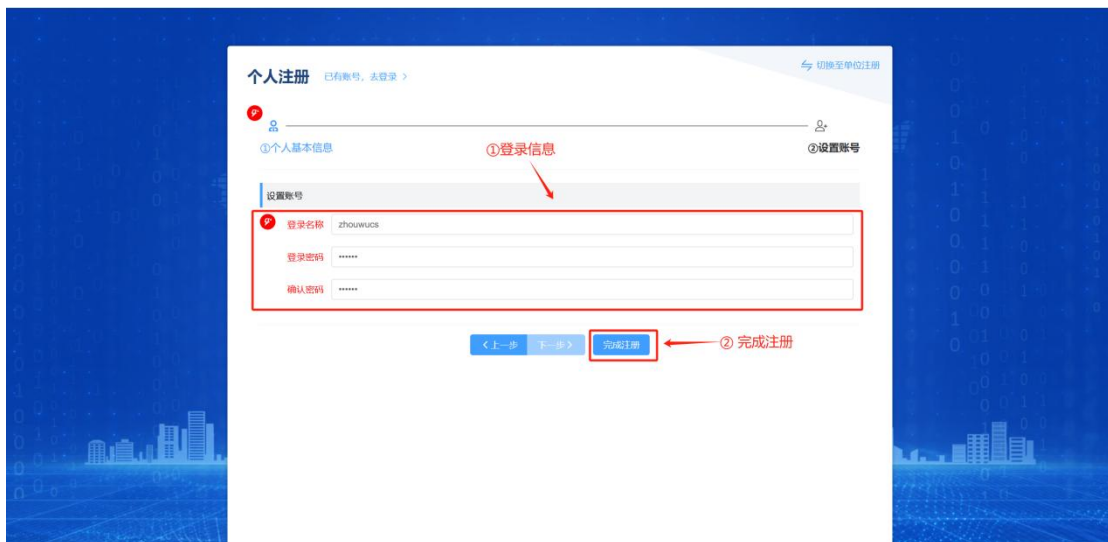 个人注册 已有账号，去登录 >
切换至单位注册
①个人基本信息
①登录信息
②设置账号
设置账号
登录名称 zhouwucs
登录密码 ••••••
确认密码 ••••••
<上一步 下一步> 完成注册
② 完成注册